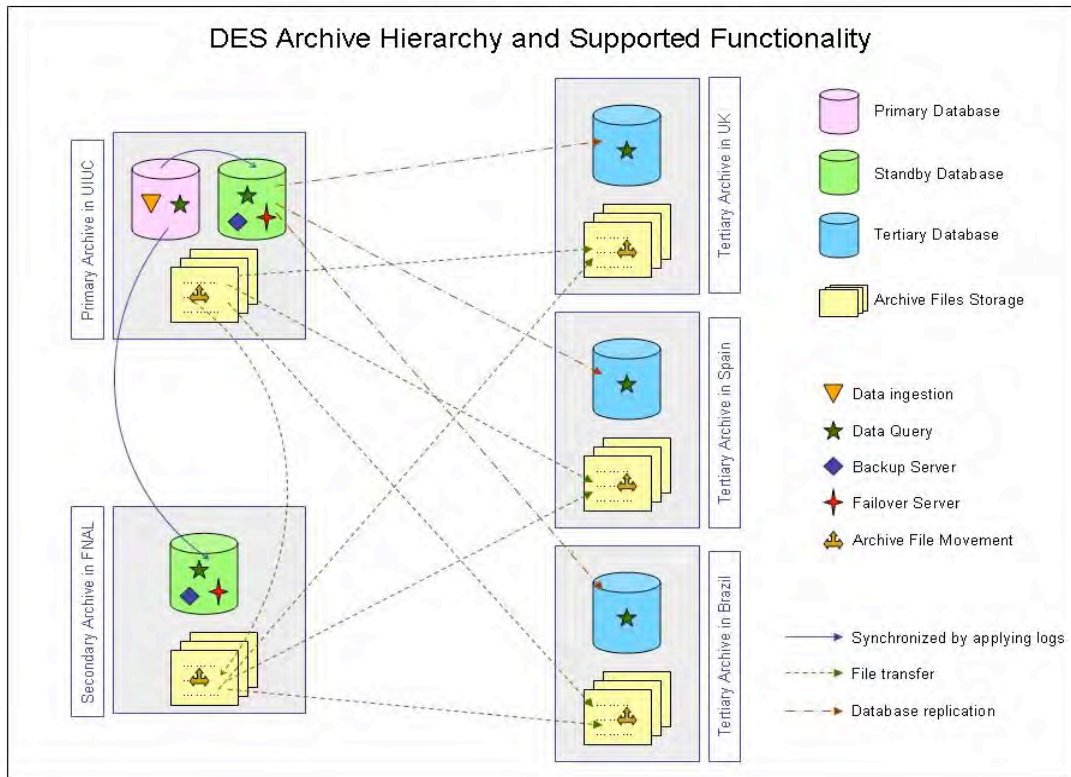 DES Archive Hierarchy and Supported Functionality
Primary Archive in UIUC
Secondary Archive in FNAL
Tertiary Archive in UK
Tertiary Archive in Spain
Tertiary Archive in Brazil
Primary Database
Standby Database
Tertiary Database
Archive Files Storage
Data ingestion
Data Query
Backup Server
Failover Server
Archive File Movement
Synchronized by applying logs
File transfer
Database replication